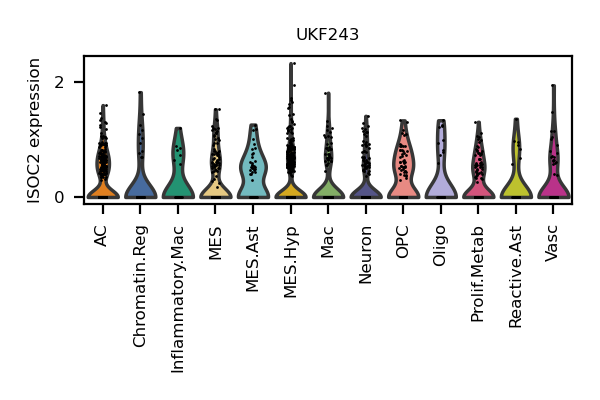 UKF243
ISOC2 expression
2
0
AC
Chromatin.Reg
Inflammatory.Mac
MES
MES.Ast
MES.Hyp
Mac
Neuron
OPC
Oligo
Prolif.Metab
Reactive.Ast
Vasc